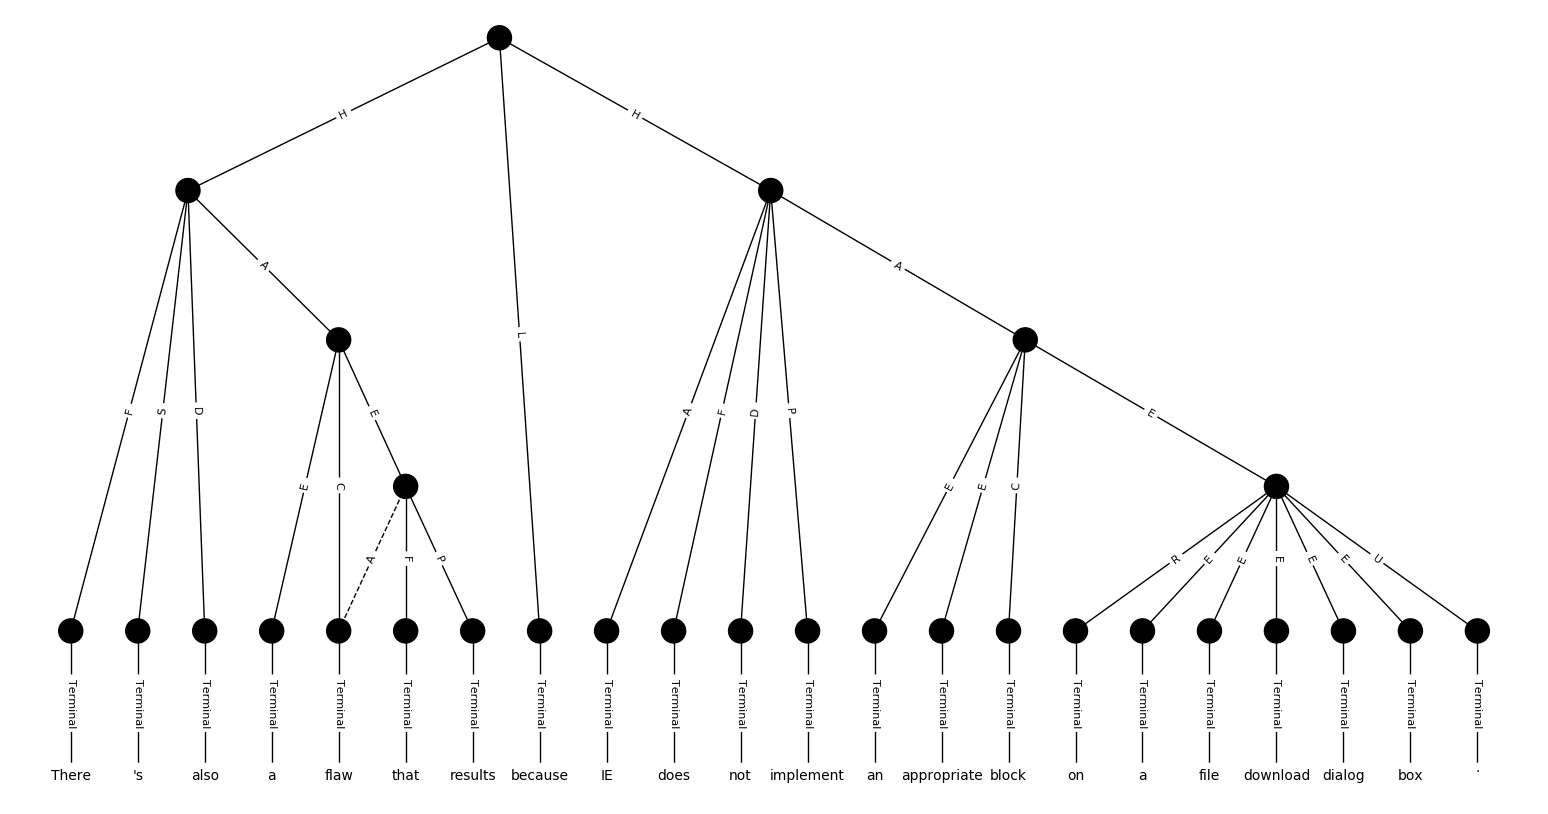 H
H
A
L
A
F
S
D
E
A
F
D
P
E
E
C
E
E
C
A
F
P
R
E
E
E
E
E
U
Terminal Terminal Terminal Terminal Terminal Terminal Terminal Terminal Terminal Terminal Terminal Terminal Terminal Terminal Terminal Terminal Terminal Terminal Terminal Terminal Terminal Terminal
There 's also a flaw that results because IE does not implement an appropriate block on a file download dialog box .